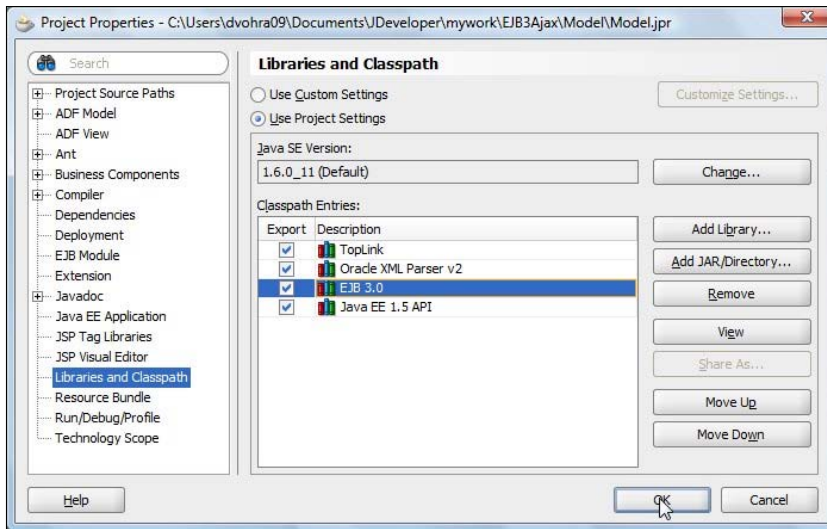 Project Properties - C:\Users\dvohra09\Documents\JDeveloper\mywork\EJB3Ajax\Model\Model.jpr
Search
Project Source Paths
ADF Model
ADF View
Ant
Business Components
Compiler
Dependencies
Deployment
EJB Module
Extension
Javadoc
Java EE Application
JSP Tag Libraries
JSP Visual Editor
Libraries and Classpath
Resource Bundle
Run/Debug/Profile
Technology Scope
Libraries and Classpath
Use Custom Settings
Customize Settings...
Use Project Settings
Java SE Version:
1.6.0_11 (Default)
Change...
Classpath Entries:
Export Description
TopLink
Oracle XML Parser v2
EJB 3.0
Java EE 1.5 API
Add Library...
Add JAR/Directory...
Remove
View
Share As...
Move Up
Move Down
Help
OK
Cancel